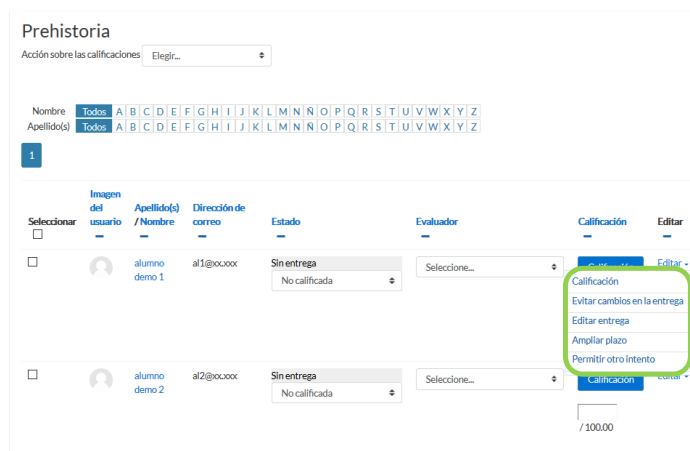 Prehistoria
Acción sobre las calificaciones Elegir...
Nombre Todos A B C D E F G H I J K L M N Ñ O P Q R S T U V W X Y Z
Apellido(s) Todos A B C D E F G H I J K L M N Ñ O P Q R S T U V W X Y Z
1
Seleccionar
Imagen
del
usuario
Apellido(s)
/ Nombre
Dirección de
correo
Estado
Evaluador
Calificación
Editar
alumno
demo 1
al1@xx.xxx
Sin entrega
No calificada
Seleccione...
Calificación
Editar
Calificación
Evitar cambios en la entrega
Editar entrega
Ampliar plazo
Permitir otro intento
alumno
demo 2
al2@xx.xxx
Sin entrega
No calificada
Seleccione...
Calificación
Editar
/ 100.00